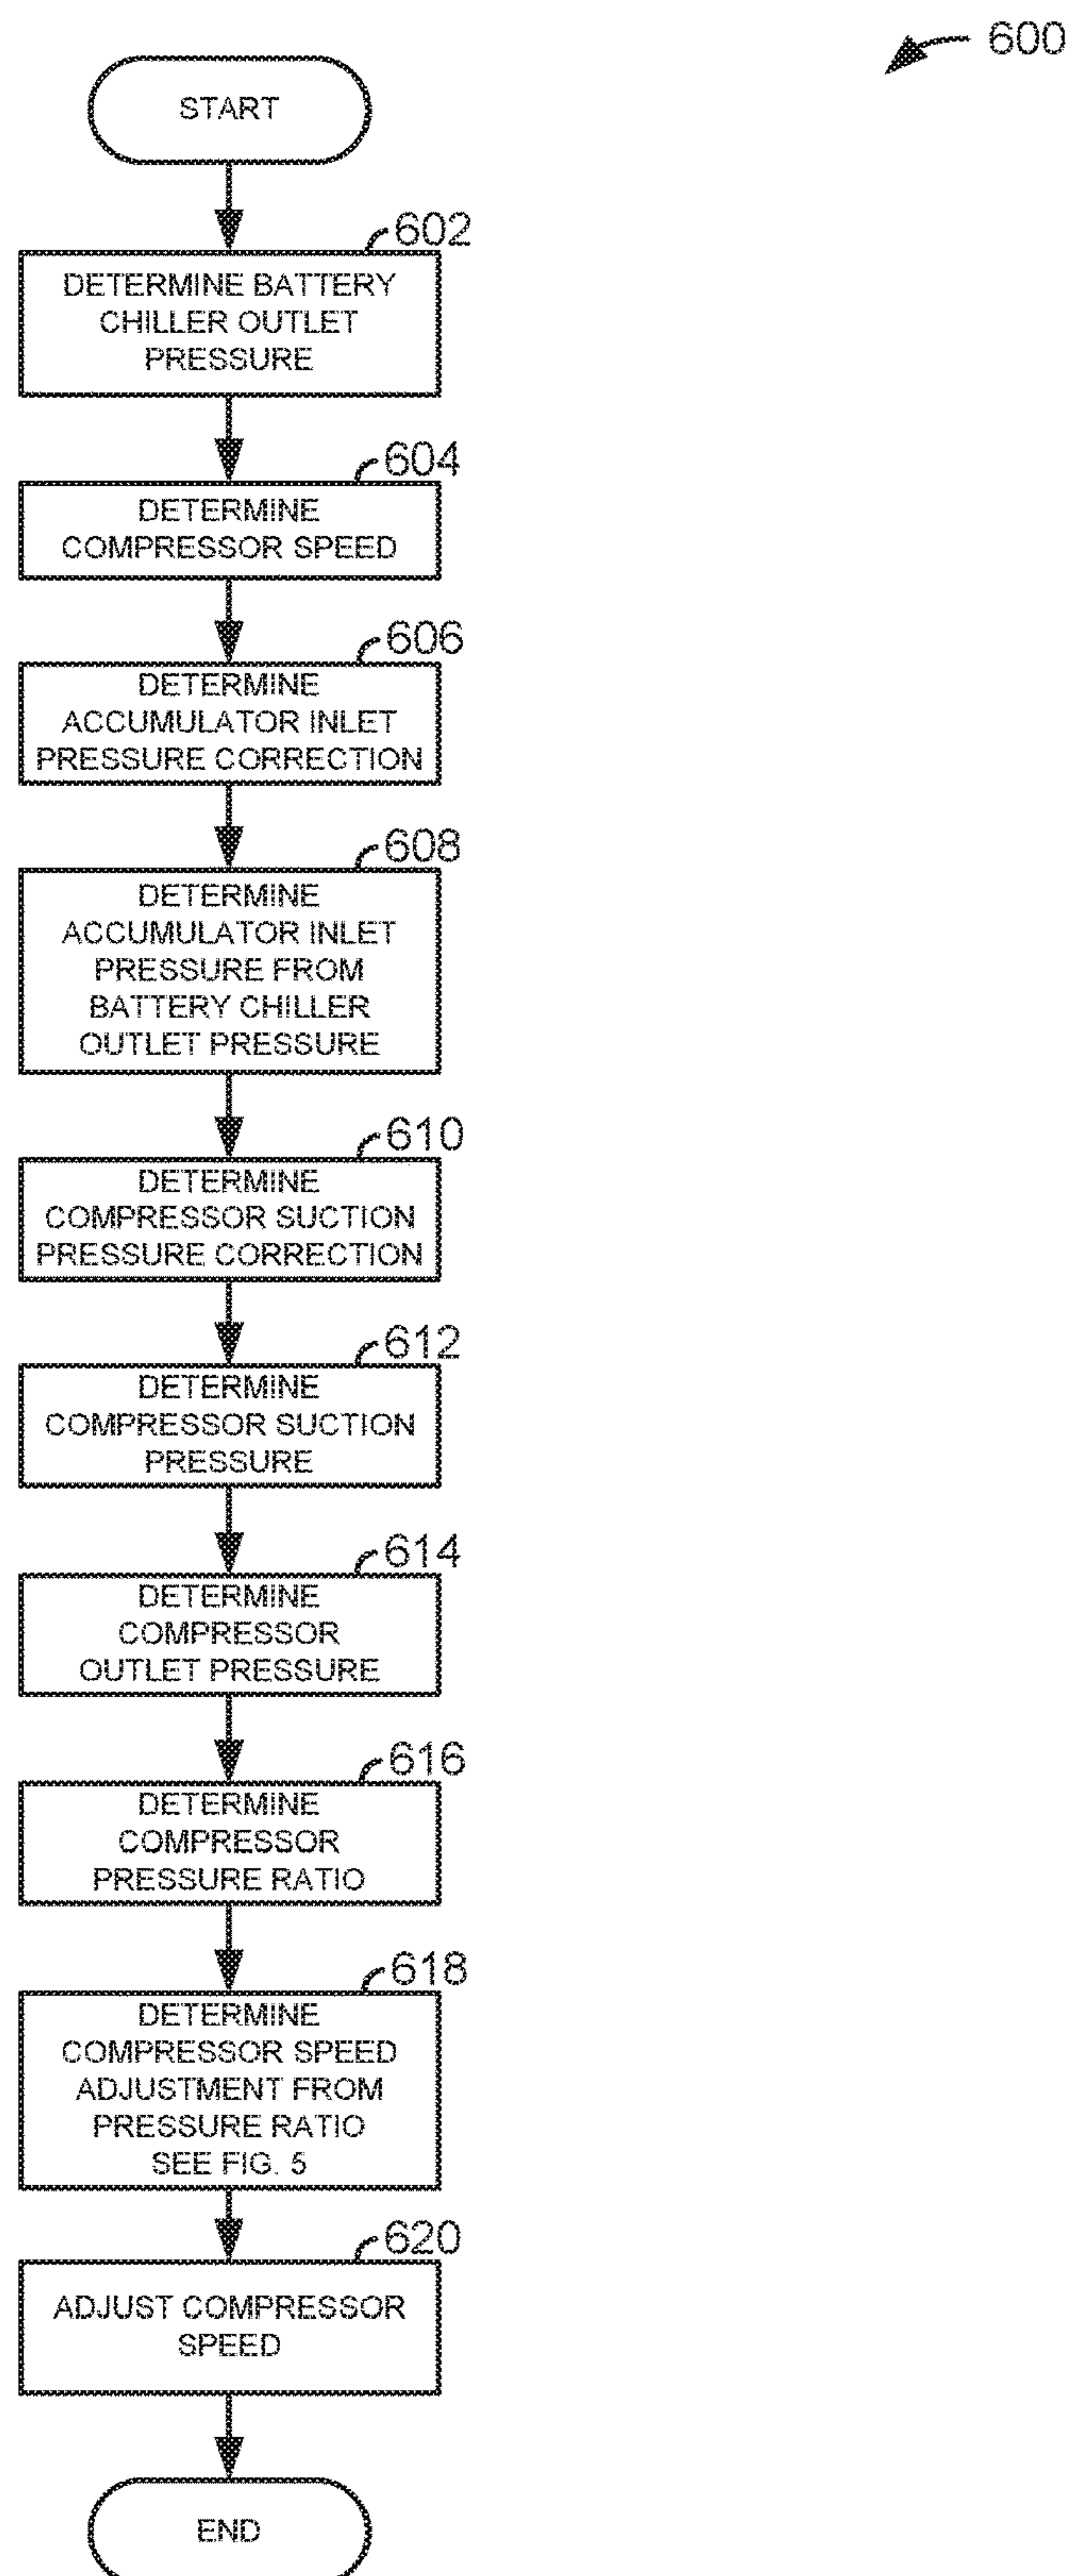 600
START
602
DETERMINE BATTERY
CHILLER OUTLET
PRESSURE
604
DETERMINE
COMPRESSOR SPEED
606
DETERMINE
ACCUMULATOR INLET
PRESSURE CORRECTION
608
DETERMINE
ACCUMULATOR INLET
PRESSURE FROM
BATTERY CHILLER
OUTLET PRESSURE
610
DETERMINE
COMPRESSOR SUCTION
PRESSURE CORRECTION
612
DETERMINE
COMPRESSOR SUCTION
PRESSURE
614
DETERMINE
COMPRESSOR
OUTLET PRESSURE
616
DETERMINE
COMPRESSOR
PRESSURE RATIO
618
DETERMINE
COMPRESSOR SPEED
ADJUSTMENT FROM
PRESSURE RATIO
SEE FIG. 5
620
ADJUST COMPRESSOR
SPEED
END